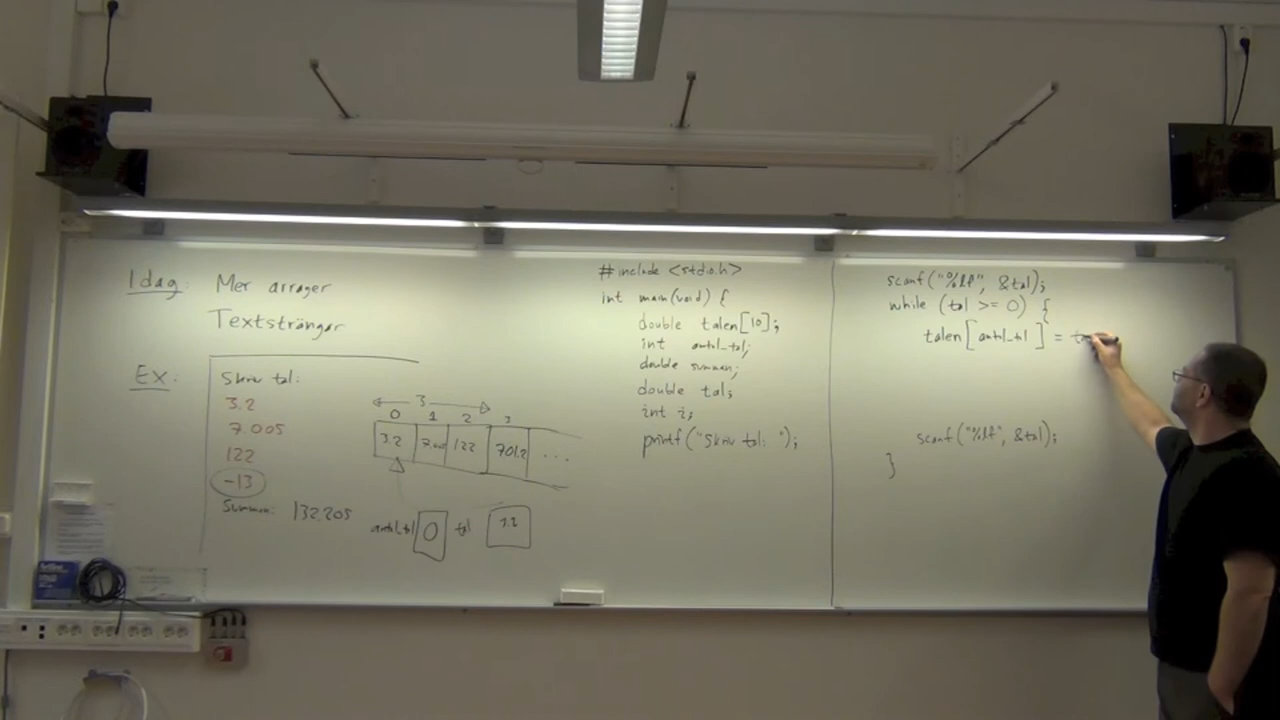 Idag: Mer arrayer
Textsträngar
Ex:
Skriv tal:
3.2
7.005
122
-13
Summan: 132.205
3
0 1 2 3
3.2 7.005 122 701.2 ...
antal_tal 0 tal 3.2
#include <stdio.h>
int main(void) {
double talen[10];
int antal_tal;
double summan;
double tal;
int i;
printf("Skriv tal: ");
scanf("%lf", &tal);
while (tal >= 0) {
talen[antal_tal] = ta
scanf("%lf", &tal);
}